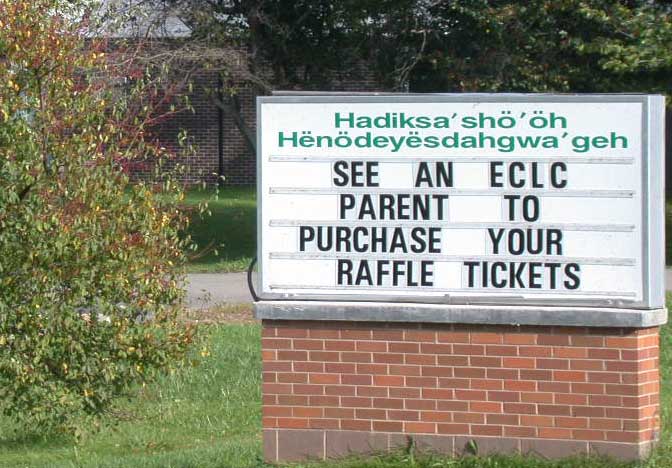 Hadiksa'shö'öh
Hënödeyësdahgwa'geh
SEE AN ECLC
PARENT TO
PURCHASE YOUR
RAFFLE TICKETS